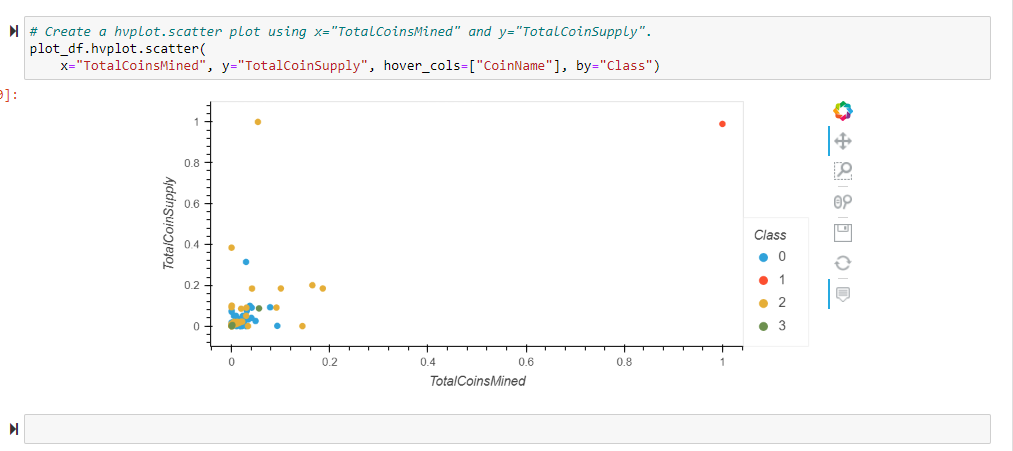 # Create a hvplot.scatter plot using x="TotalCoinsMined" and y="TotalCoinSupply".
plot_df.hvplot.scatter(
    x="TotalCoinsMined", y="TotalCoinSupply", hover_cols=["CoinName"], by="Class")
]:
1
0.8
0.6
0.4
0.2
0
TotalCoinSupply
0 0.2 0.4 0.6 0.8 1
TotalCoinsMined
Class
0
1
2
3